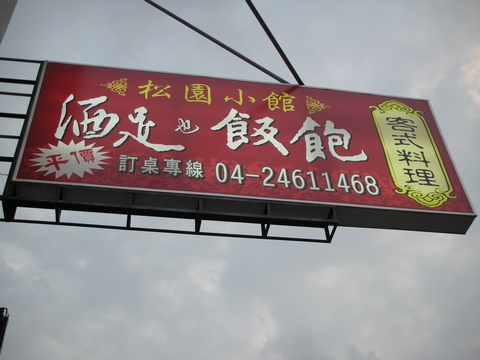 松園小館
酒足也飯飽
平價
訂桌專線 04-24611468
客式料理